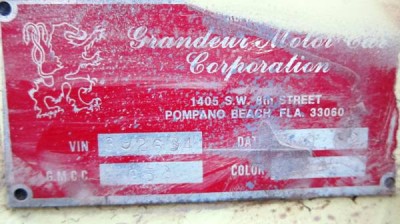 Grandeur Motor Car
Corporation
1405 S.W. 8th STREET
POMPANO BEACH, FLA. 33060
VIN DATE
G.M.C.C. COLOR